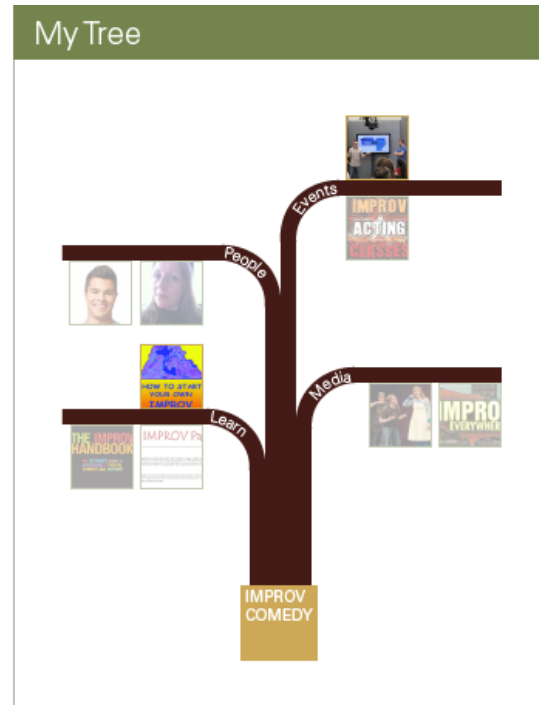 My Tree
Events
IMPROV
ACTING
CLASSES
People
HOW TO START
YOUR OWN
IMPROV
Media
Learn
IMPRO
EVERYWHER
THE IMPROV
HANDBOOK
IMPROV Pa
IMPROV
COMEDY